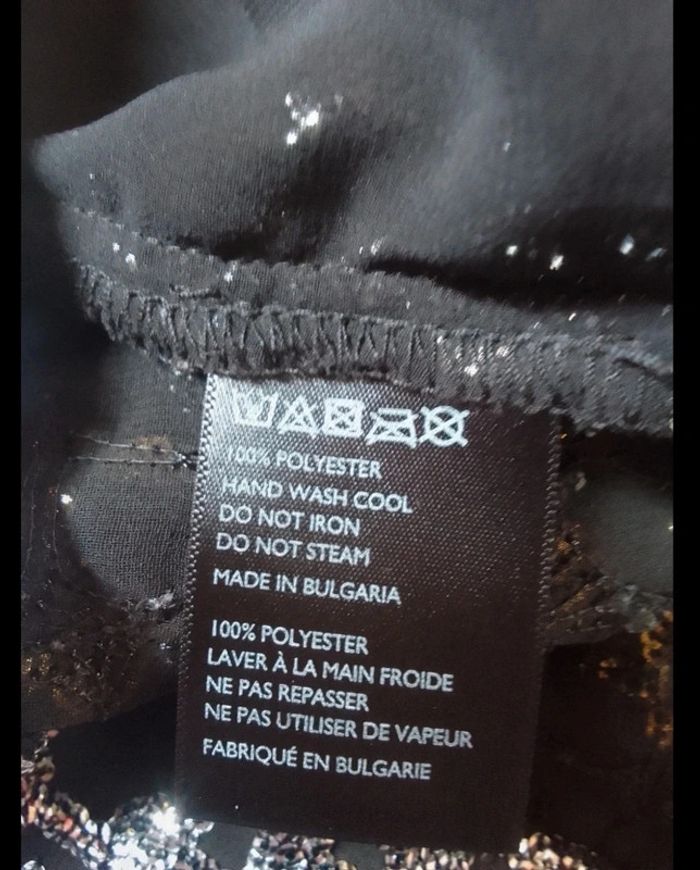 100% POLYESTER
HAND WASH COOL
DO NOT IRON
DO NOT STEAM
MADE IN BULGARIA
100% POLYESTER
LAVER À LA MAIN FROIDE
NE PAS REPASSER
NE PAS UTILISER DE VAPEUR
FABRIQUÉ EN BULGARIE